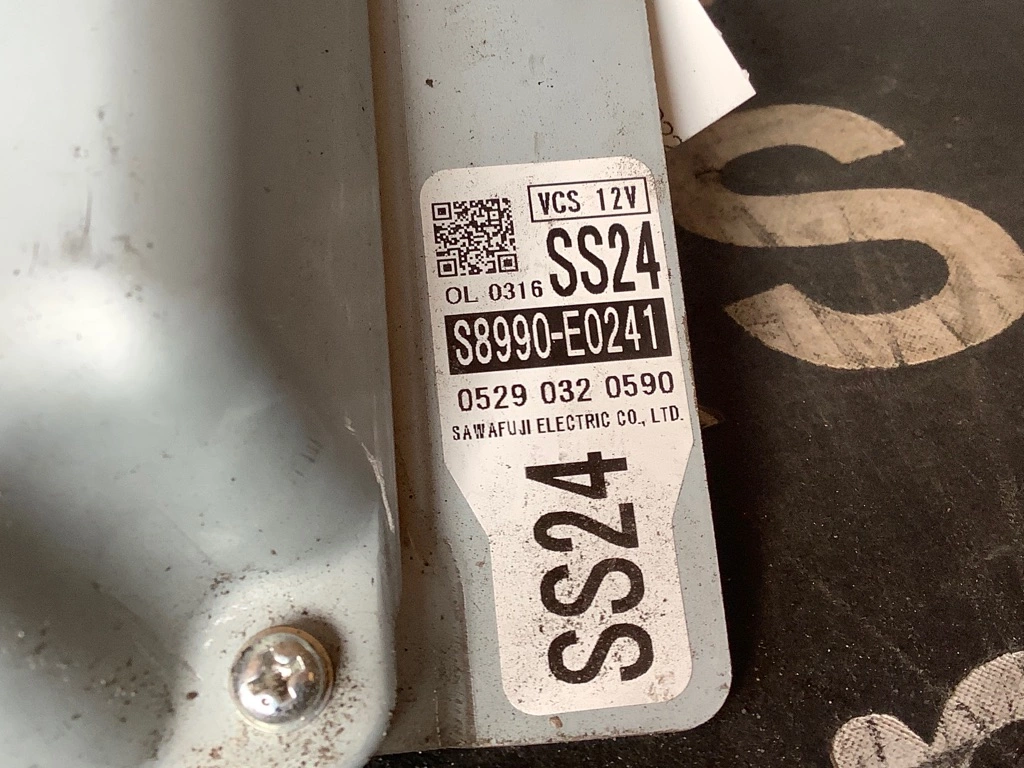 VCS 12V
SS24
OL 0316
S8990-E0241
0529 032 0590
SAWAFUJI ELECTRIC CO., LTD.
SS24
S